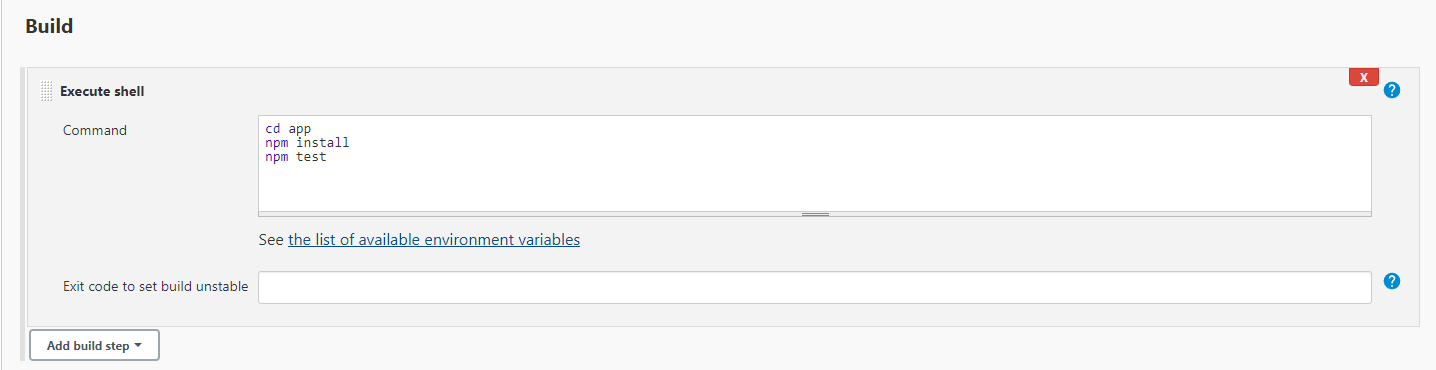 Build
X
Execute shell
?
Command
cd app
npm install
npm test
See the list of available environment variables
Exit code to set build unstable
?
Add build step